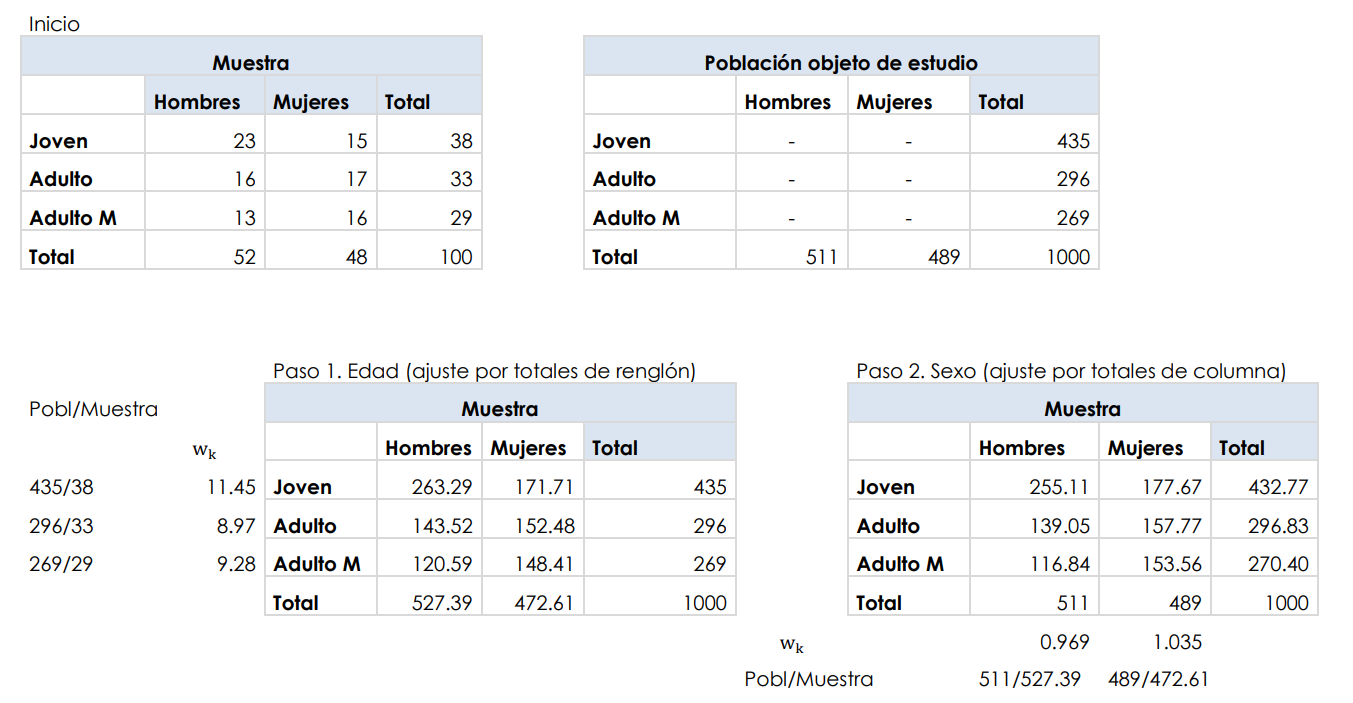 Inicio
Muestra
Hombres Mujeres Total
Joven 23 15 38
Adulto 16 17 33
Adulto M 13 16 29
Total 52 48 100
Población objeto de estudio
Hombres Mujeres Total
Joven - - 435
Adulto - - 296
Adulto M - - 269
Total 511 489 1000
Pobl/Muestra
wₖ
435/38 11.45
296/33 8.97
269/29 9.28
Paso 1. Edad (ajuste por totales de renglón)
Muestra
Hombres Mujeres Total
Joven 263.29 171.71 435
Adulto 143.52 152.48 296
Adulto M 120.59 148.41 269
Total 527.39 472.61 1000
Paso 2. Sexo (ajuste por totales de columna)
Muestra
Hombres Mujeres Total
Joven 255.11 177.67 432.77
Adulto 139.05 157.77 296.83
Adulto M 116.84 153.56 270.40
Total 511 489 1000
wₖ 0.969 1.035
Pobl/Muestra 511/527.39 489/472.61